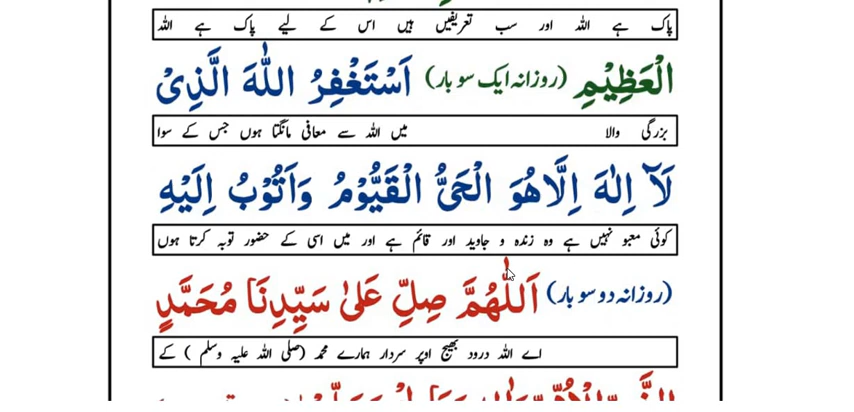 پاک ہے اللہ اور سب تعریفیں ہیں اس کے لیے پاک ہے اللہ
الْعَظِیْمِ (روزانہ ایک سو بار) اَسْتَغْفِرُ اللّٰهَ الَّذِیْ
بزرگی والا میں اللہ سے معافی مانگتا ہوں جس کے سوا
لَآ اِلٰهَ اِلَّاهُوَ الْحَیُّ الْقَیُّوْمُ وَاَتُوْبُ اِلَیْهِ
کوئی معبو نہیں ہے وہ زندہ و جاوید اور قائم ہے اور میں اسی کے حضور توبہ کرتا ہوں
(روزانہ دو سو بار) اَللّٰهُمَّ صِلِّ عَلیٰ سَیِّدِنَا مُحَمَّدٍ
اے اللہ درود بھیج اوپر سردار ہمارے محمد (صلی اللہ علیہ وسلم ) کے